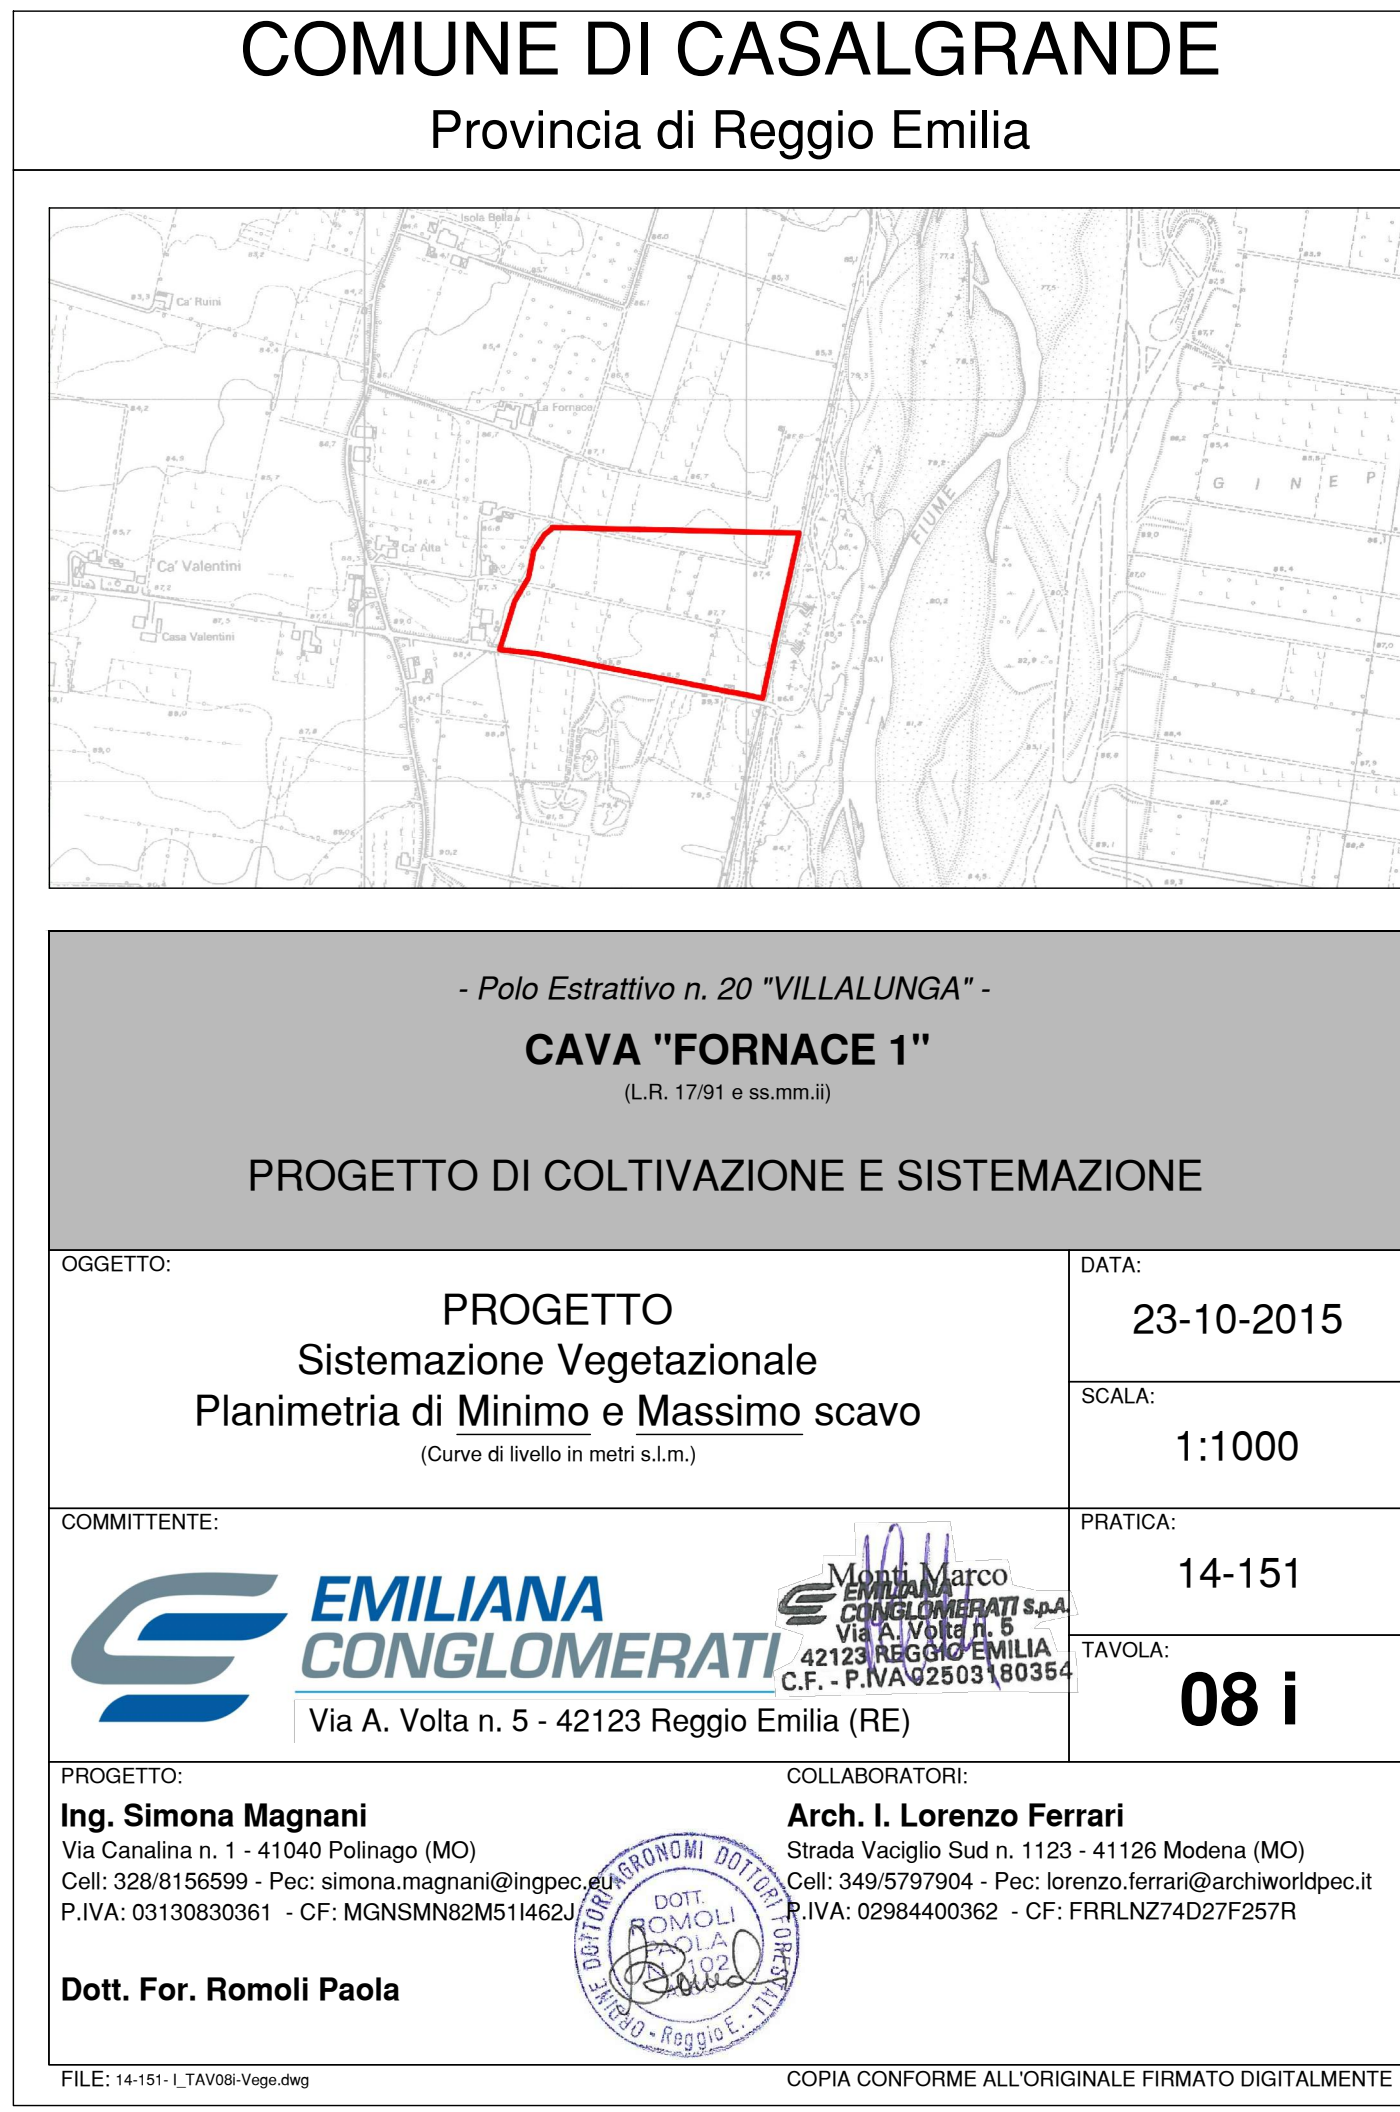 COMUNE DI CASALGRANDE
Provincia di Reggio Emilia
Isola Bella
Ca' Ruini
La Fornace
Ca' Alta
Ca' Valentini
Casa Valentini
FIUME
G I N E P
- Polo Estrattivo n. 20 "VILLALUNGA" -
CAVA "FORNACE 1"
(L.R. 17/91 e ss.mm.ii)
PROGETTO DI COLTIVAZIONE E SISTEMAZIONE
OGGETTO:
PROGETTO
Sistemazione Vegetazionale
Planimetria di Minimo e Massimo scavo
(Curve di livello in metri s.l.m.)
DATA:
23-10-2015
SCALA:
1:1000
COMMITTENTE:
EMILIANA
CONGLOMERATI
Via A. Volta n. 5 - 42123 Reggio Emilia (RE)
Monti Marco
EMILIANA
CONGLOMERATI S.p.A.
Via A. Volta n. 5
42123 REGGIO EMILIA
C.F. - P.IVA 02503180354
PRATICA:
14-151
TAVOLA:
08 i
PROGETTO:
Ing. Simona Magnani
Via Canalina n. 1 - 41040 Polinago (MO)
Cell: 328/8156599 - Pec: simona.magnani@ingpec.eu
P.IVA: 03130830361 - CF: MGNSMN82M51I462J
Dott. For. Romoli Paola
ORDINE DOTTORI AGRONOMI DOTTORI FORESTALI - Reggio E. -
DOTT.
ROMOLI
PAOLA
N. 102
COLLABORATORI:
Arch. I. Lorenzo Ferrari
Strada Vaciglio Sud n. 1123 - 41126 Modena (MO)
Cell: 349/5797904 - Pec: lorenzo.ferrari@archiworldpec.it
P.IVA: 02984400362 - CF: FRRLNZ74D27F257R
FILE: 14-151- I_TAV08i-Vege.dwg
COPIA CONFORME ALL'ORIGINALE FIRMATO DIGITALMENTE